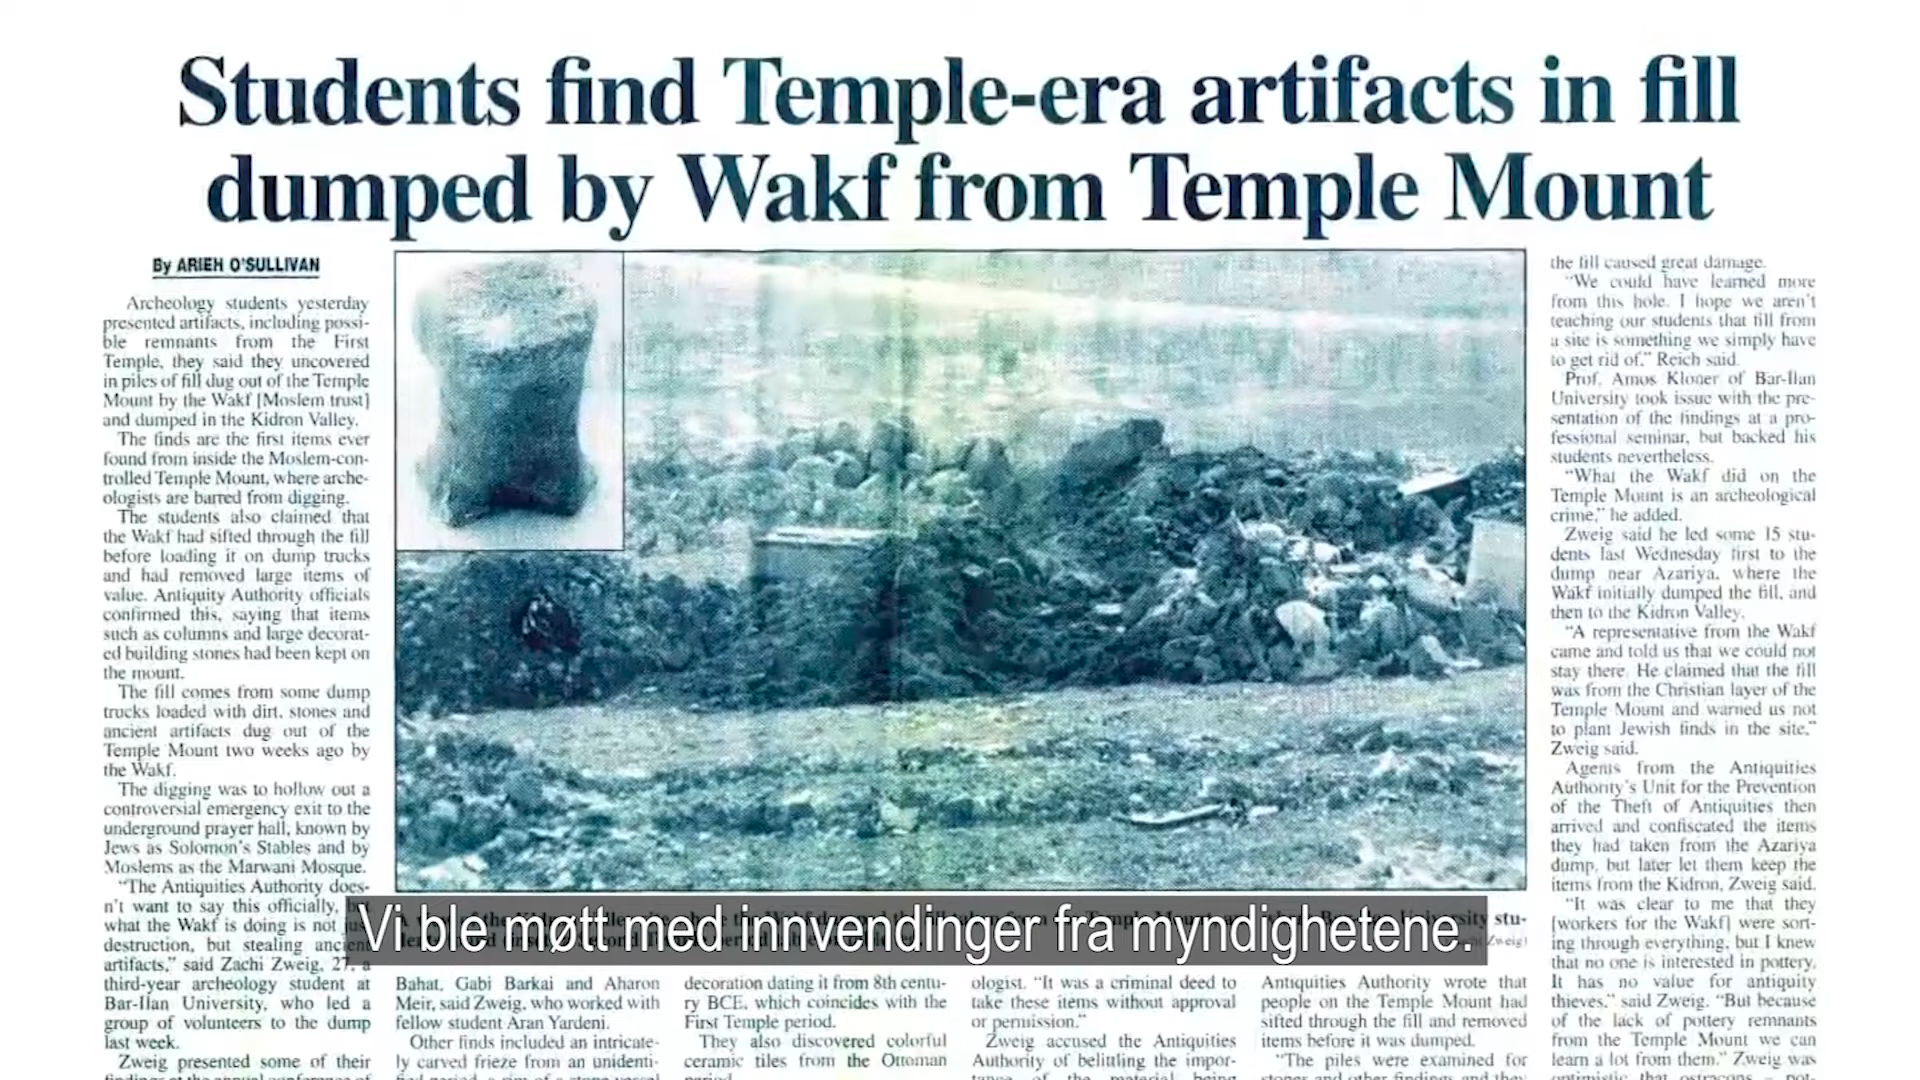 Students find Temple-era artifacts in fill
dumped by Wakf from Temple Mount
By ARIEH O'SULLIVAN
Archeology students yesterday
presented artifacts, including possi-
ble remnants from the First
Temple, they said they uncovered
in piles of fill dug out of the Temple
Mount by the Wakf [Moslem trust]
and dumped in the Kidron Valley.
The finds are the first items ever
found from inside the Moslem-con-
trolled Temple Mount, where arche-
ologists are barred from digging.
The students also claimed that
the Wakf had sifted through the fill
before loading it on dump trucks
and had removed large items of
value. Antiquity Authority officials
confirmed this, saying that items
such as columns and large decorat-
ed building stones had been kept on
the mount.
The fill comes from some dump
trucks loaded with dirt, stones and
ancient artifacts dug out of the
Temple Mount two weeks ago by
the Wakf.
The digging was to hollow out a
controversial emergency exit to the
underground prayer hall, known by
Jews as Solomon's Stables and by
Moslems as the Marwani Mosque.
"The Antiquities Authority does-
n't want to say this officially, but
what the Wakf is doing is not just
destruction, but stealing ancient
artifacts," said Zachi Zweig, 27, a
third-year archeology student at
Bar-Ilan University, who led a
group of volunteers to the dump
last week.
Zweig presented some of their
Vi ble møtt med innvendinger fra myndighetene.
Bahat, Gabi Barkai and Aharon
Meir, said Zweig, who worked with
fellow student Aran Yardeni.
Other finds included an intricate-
ly carved frieze from an unidenti-
decoration dating it from 8th centu-
ry BCE, which coincides with the
First Temple period.
They also discovered colorful
ceramic tiles from the Ottoman
ologist. "It was a criminal deed to
take these items without approval
or permission."
Zweig accused the Antiquities
Authority of belittling the impor-
Antiquities Authority wrote that
people on the Temple Mount had
sifted through the fill and removed
items before it was dumped.
"The piles were examined for
the fill caused great damage.
"We could have learned more
from this hole. I hope we aren't
teaching our students that fill from
a site is something we simply have
to get rid of," Reich said.
Prof. Amos Kloner of Bar-Ilan
University took issue with the pre-
sentation of the findings at a pro-
fessional seminar, but backed his
students nevertheless.
"What the Wakf did on the
Temple Mount is an archeological
crime," he added.
Zweig said he led some 15 stu-
dents last Wednesday first to the
dump near Azariya, where the
Wakf initially dumped the fill, and
then to the Kidron Valley.
"A representative from the Wakf
came and told us that we could not
stay there. He claimed that the fill
was from the Christian layer of the
Temple Mount and warned us not
to plant Jewish finds in the site,"
Zweig said.
Agents from the Antiquities
Authority's Unit for the Prevention
of the Theft of Antiquities then
arrived and confiscated the items
they had taken from the Azariya
dump, but later let them keep the
items from the Kidron, Zweig said.
"It was clear to me that they
[workers for the Wakf] were sort-
ing through everything, but I knew
that no one is interested in pottery.
It has no value for antiquity
thieves," said Zweig. "But because
of the lack of pottery remnants
from the Temple Mount we can
learn a lot from them." Zweig was